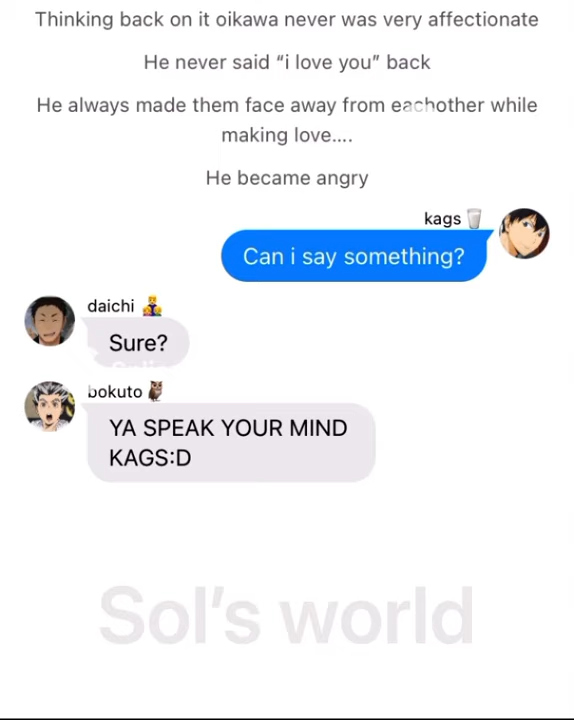 Thinking back on it oikawa never was very affectionate
He never said “i love you” back
He always made them face away from eachother while
making love....
He became angry
kags 🥛
Can i say something?
daichi 👨‍👧‍👦
Sure?
bokuto 🦉
YA SPEAK YOUR MIND
KAGS:D
Sol's world